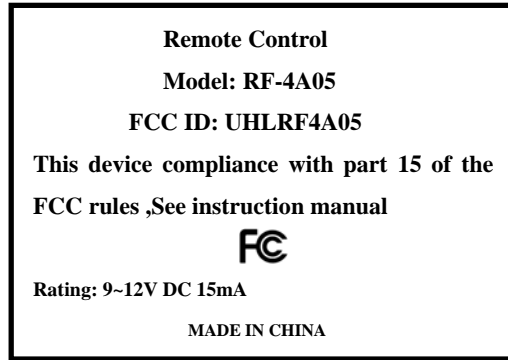 Remote Control
Model: RF-4A05
FCC ID: UHLRF4A05
This device compliance with part 15 of the
FCC rules ,See instruction manual
FC
Rating: 9~12V DC 15mA
MADE IN CHINA